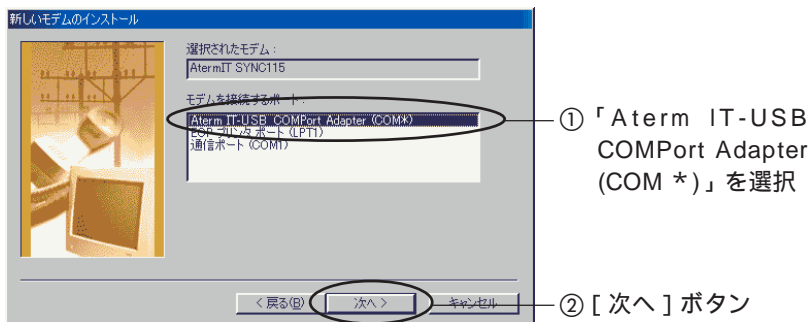 新しいモデムのインストール
選択されたモデム：
AtermIT SYNC115
モデムを接続するポート：
Aterm IT-USB COMPort Adapter (COM*)
ECP プリンタ ポート (LPT1)
通信ポート (COM1)
< 戻る(B)
次へ >
キャンセル
①「Aterm IT-USB
COMPort Adapter
(COM *)」を選択
②[ 次へ ] ボタン